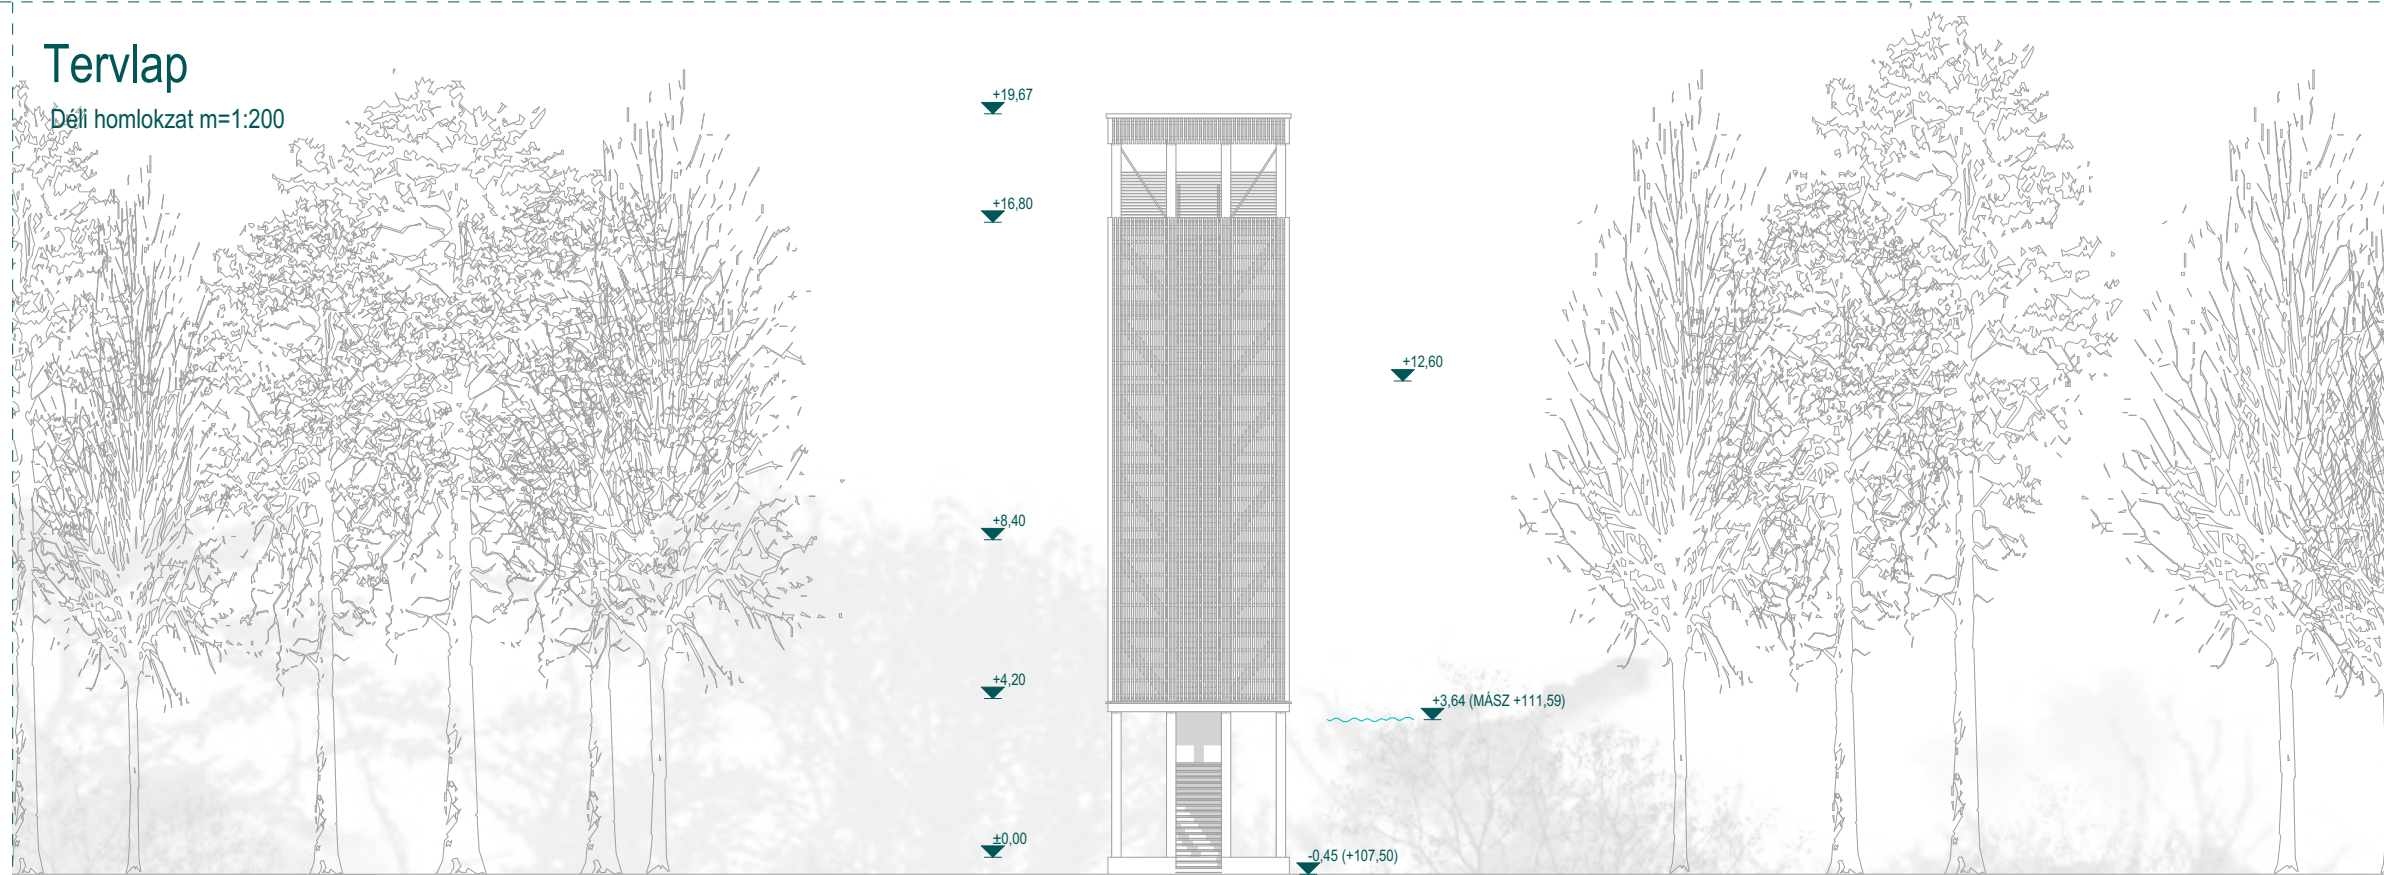 Tervlap
Déli homlokzat m=1:200
+19,67
+16,80
+12,60
+8,40
+4,20
+3,64 (MÁSZ +111,59)
±0,00
-0,45 (+107,50)